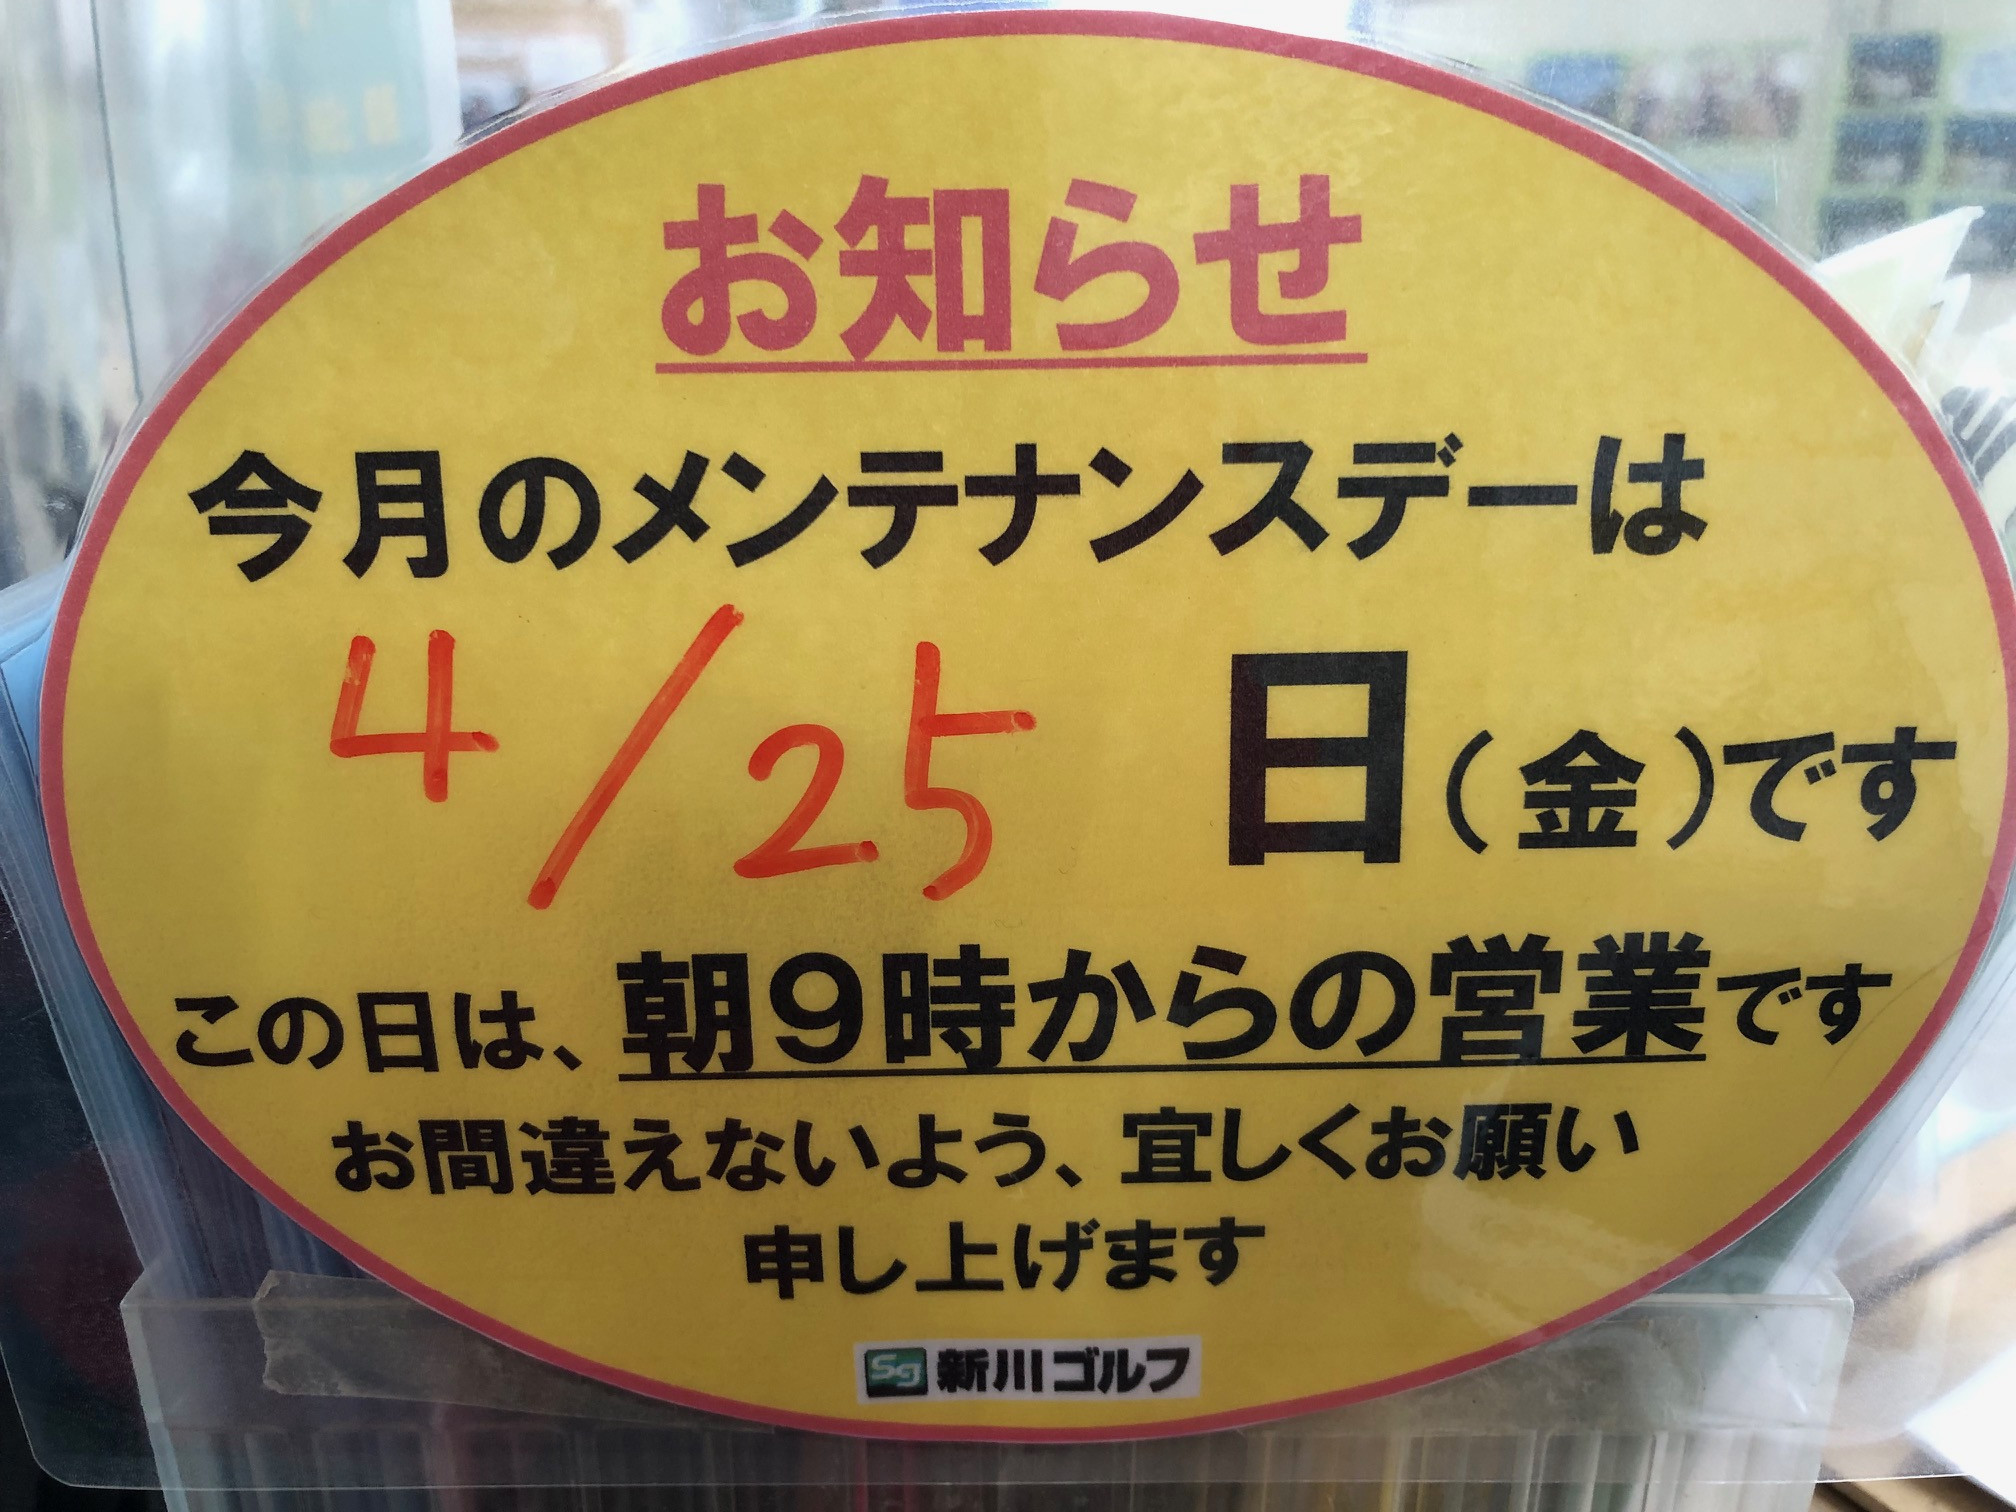 お知らせ
今月のメンテナンスデーは
4/25 日(金)です
この日は、朝9時からの営業です
お間違えないよう、宜しくお願い
申し上げます
Sg 新川ゴルフ